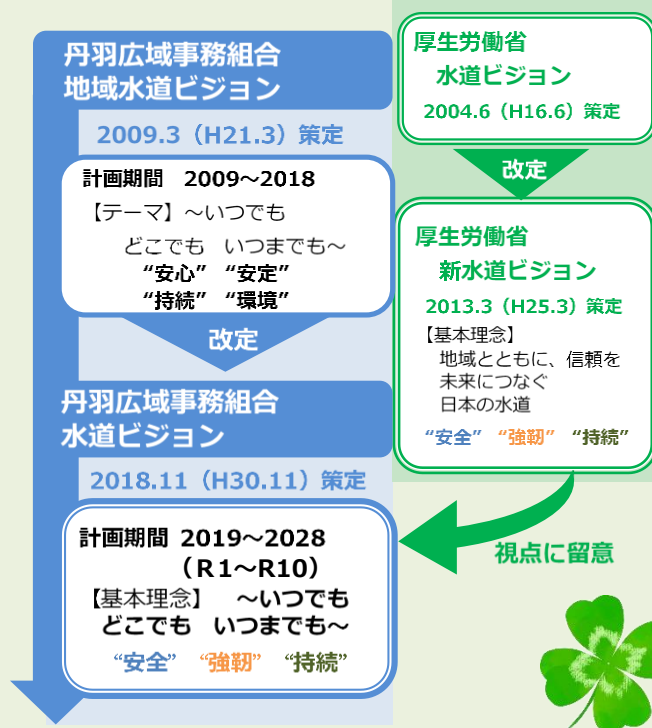 丹羽広域事務組合
地域水道ビジョン
2009.3（H21.3）策定
計画期間　2009～2018
【テーマ】～いつでも
どこでも　いつまでも～
“安心”　“安定”
“持続”　“環境”
改定
丹羽広域事務組合
水道ビジョン
2018.11（H30.11）策定
計画期間 2019～2028
（R１～R10）
【基本理念】　～いつでも
どこでも　いつまでも～
“安全”　“強靭”　“持続”
厚生労働省
水道ビジョン
2004.6（H16.6）策定
改定
厚生労働省
新水道ビジョン
2013.3（H25.3）策定
【基本理念】
地域とともに、信頼を
未来につなぐ
日本の水道
“安全”　“強靭”　“持続”
視点に留意